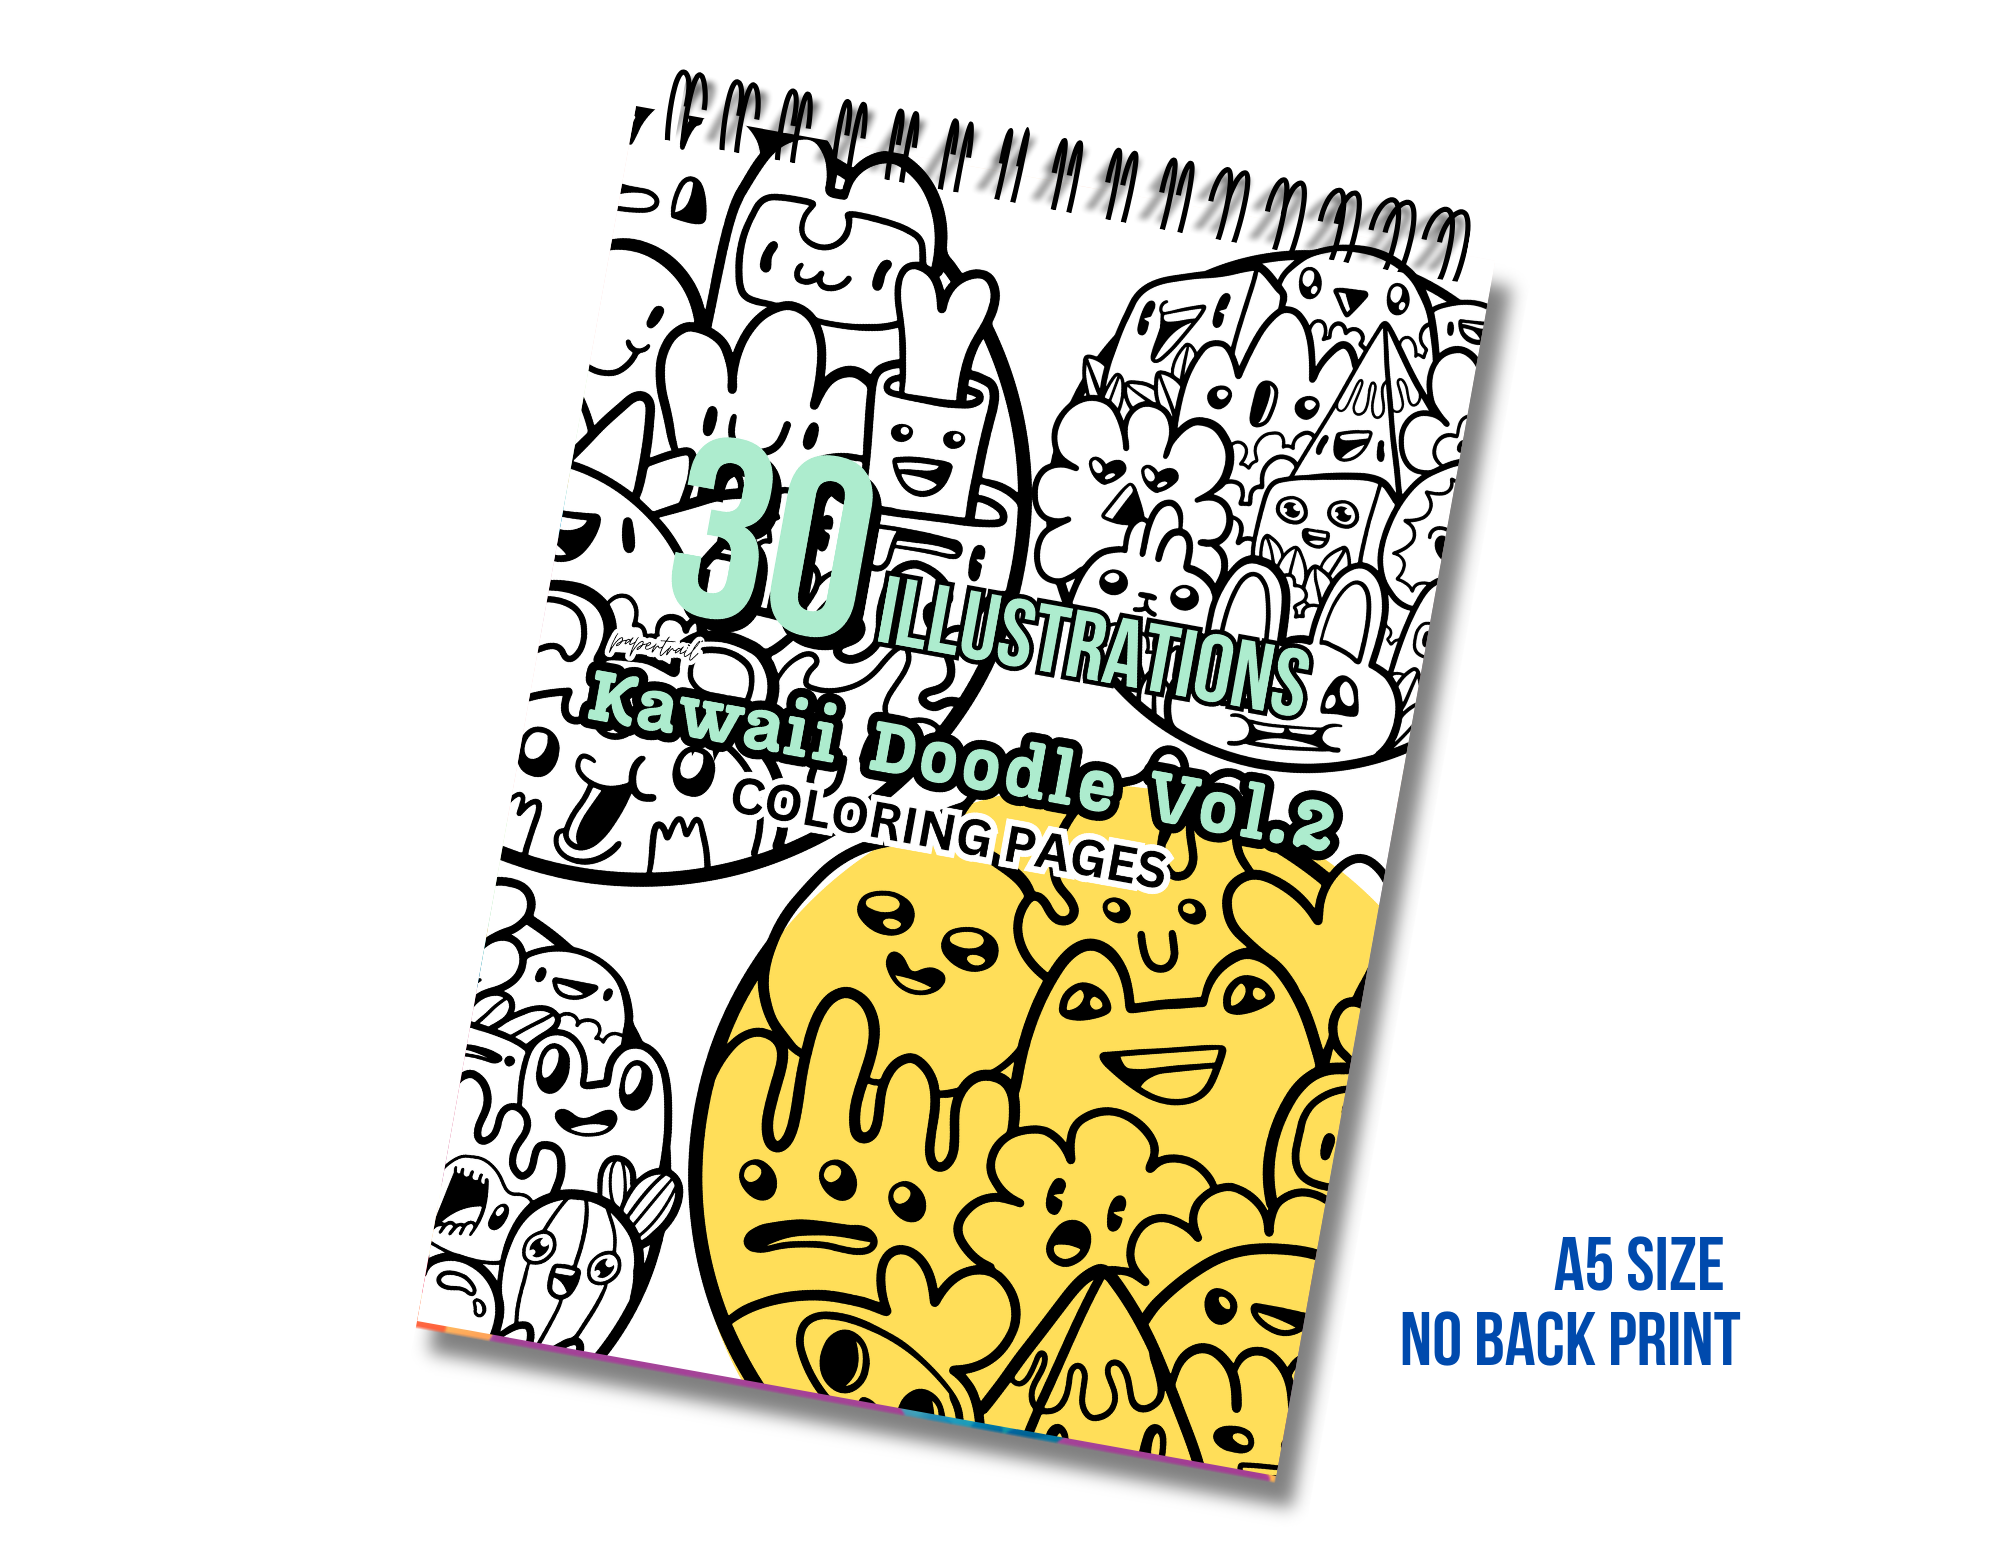 30 ILLUSTRATIONS
papertrail
Kawaii Doodle Vol.2
COLORING PAGES
A5 SIZE
NO BACK PRINT